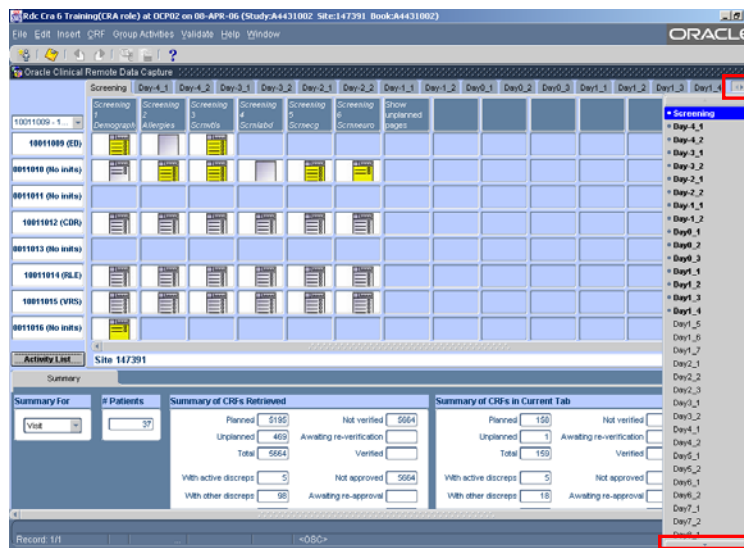 Rdc Cra 6 Training(CRA role) at OCP02 on 08-APR-06 (Study:A4431002 Site:147391 Book:A4431002)
File Edit Insert CRF Group Activities Validate Help Window
ORACLE
Oracle Clinical Remote Data Capture
Screening Day-4_1 Day-4_2 Day-3_1 Day-3_2 Day-2_1 Day-2_2 Day-1_1 Day-1_2 Day0_1 Day0_2 Day0_3 Day1_1 Day1_2 Day1_3 Day1_4
Screening Screening Screening Screening Screening Screening Show
1 2 3 4 5 6 unplanned
10011009 - 1... Demograph Allergies Scrnvtls Scrnlabd Scrnecg Scrnneuro pages
10011009 (ED)
0011010 (No inits)
0011011 (No inits)
10011012 (CDR)
0011013 (No inits)
10011014 (RLE)
10011015 (VRS)
0011016 (No inits)
Screening
Day-4_1
Day-4_2
Day-3_1
Day-3_2
Day-2_1
Day-2_2
Day-1_1
Day-1_2
Day0_1
Day0_2
Day0_3
Day1_1
Day1_2
Day1_3
Day1_4
Day1_5
Day1_6
Day1_7
Day2_1
Day2_2
Day2_3
Day3_1
Day3_2
Day4_1
Day4_2
Day5_1
Day5_2
Day6_1
Day6_2
Day7_1
Day7_2
Activity List Site 147391
Summary
Summary For # Patients Summary of CRFs Retrieved Summary of CRFs in Current Tab
Visit 37 Planned 5195 Not verified 5664 Planned 158 Not verified
Unplanned 469 Awaiting re-verification Unplanned 1 Awaiting re-verification
Total 5664 Verified Total 159 Verified
With active discreps 5 Not approved 5664 With active discreps 5 Not approved
With other discreps 98 Awaiting re-approval With other discreps 18 Awaiting re-approval
Record: 1/1 ... <OSC>